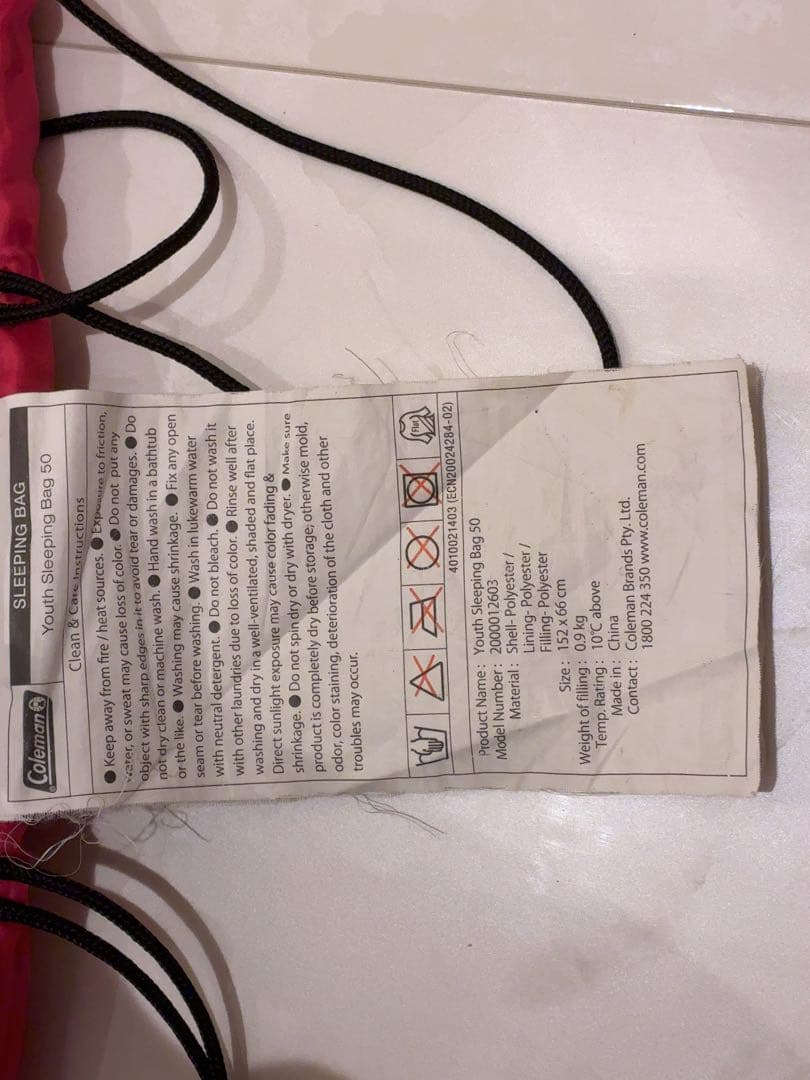 Coleman®
SLEEPING BAG
Youth Sleeping Bag 50
Clean & Care Instructions
● Keep away from fire / heat sources. ● Exposure to friction,
water, or sweat may cause loss of color. ● Do not put any
object with sharp edges in it to avoid tear or damages. ● Do
not dry clean or machine wash. ● Hand wash in a bathtub
or the like. ● Washing may cause shrinkage. ● Fix any open
seam or tear before washing. ● Wash in lukewarm water
with neutral detergent. ● Do not bleach. ● Do not wash it
with other laundries due to loss of color. ● Rinse well after
washing and dry in a well-ventilated, shaded and flat place.
Direct sunlight exposure may cause color fading &
shrinkage. ● Do not spin dry or dry with dryer. ● Make sure
product is completely dry before storage; otherwise mold,
odor, color staining, deterioration of the cloth and other
troubles may occur.
Flat
4010021403 (ECN20024284-02)
Product Name : Youth Sleeping Bag 50
Model Number : 2000012603
Material : Shell- Polyester /
Lining- Polyester /
Filling- Polyester
Size : 152 x 66 cm
Weight of filling : 0.9 kg
Temp. Rating : 10°C above
Made in : China
Contact : Coleman Brands Pty. Ltd.
1800 224 350 www.coleman.com